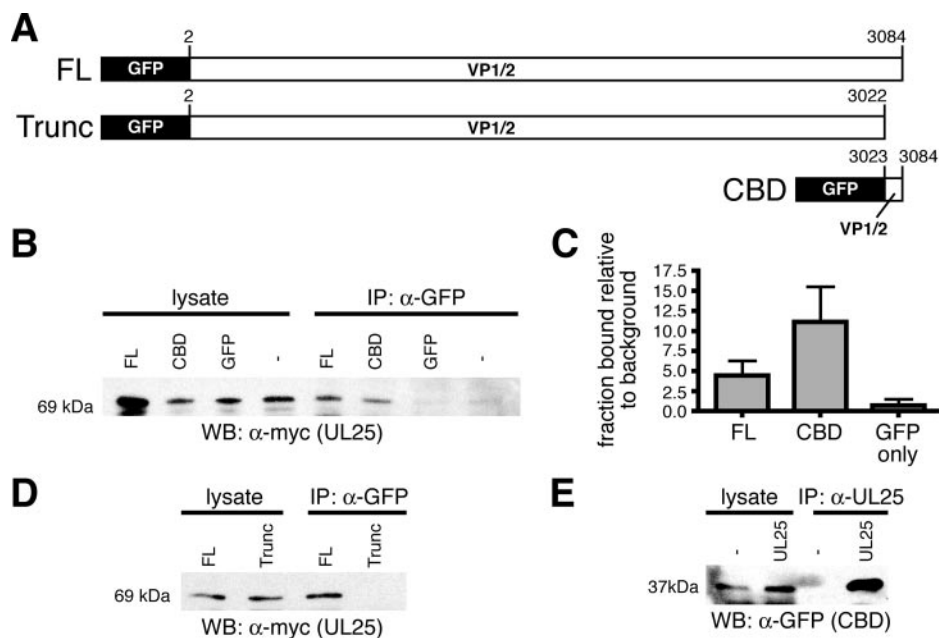 A
2
3084
FL
GFP
VP1/2
2
3022
Trunc
GFP
VP1/2
3023
3084
CBD
GFP
VP1/2
B
lysate
IP: α-GFP
FL
CBD
GFP
-
FL
CBD
GFP
-
69 kDa
WB: α-myc (UL25)
C
fraction bound relative
to background
17.5
15.0
12.5
10.0
7.5
5.0
2.5
0.0
FL
CBD
GFP
only
D
lysate
IP: α-GFP
FL
Trunc
FL
Trunc
69 kDa
WB: α-myc (UL25)
E
lysate
IP: α-UL25
-
UL25
-
UL25
37kDa
WB: α-GFP (CBD)